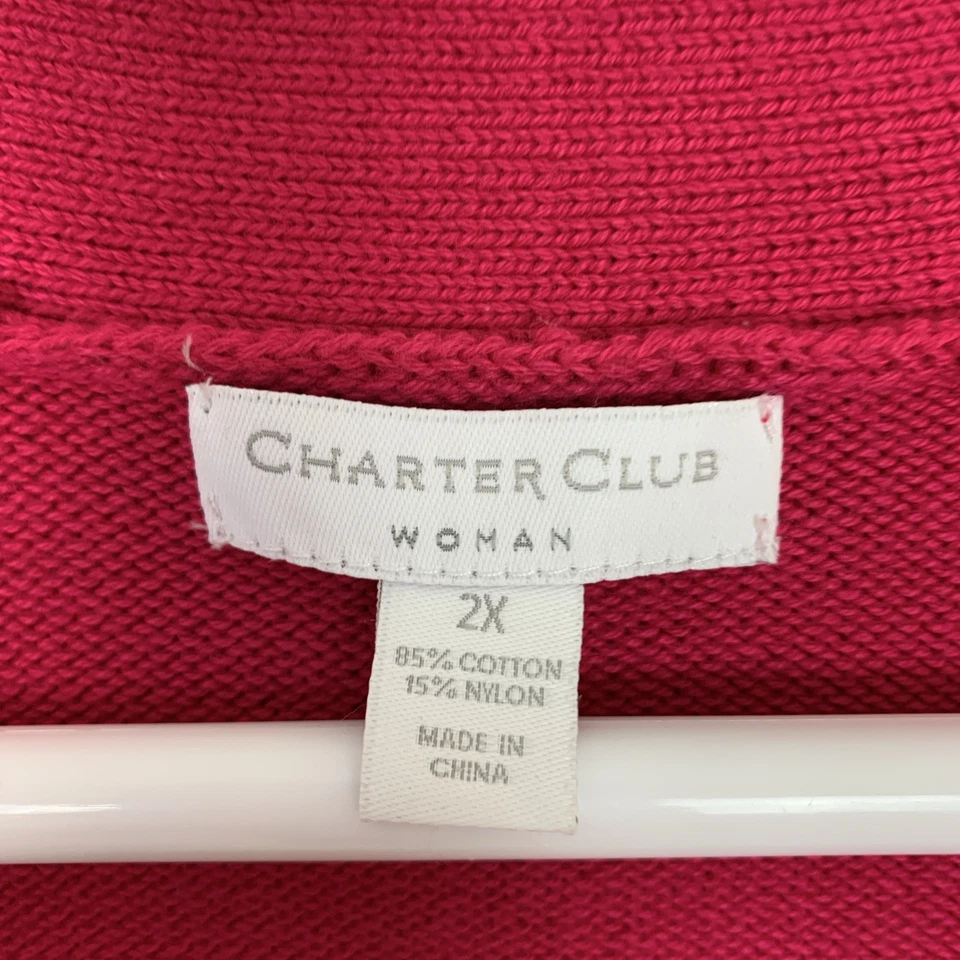 CHARTER CLUB
WOMAN
2X
85% COTTON
15% NYLON
MADE IN
CHINA